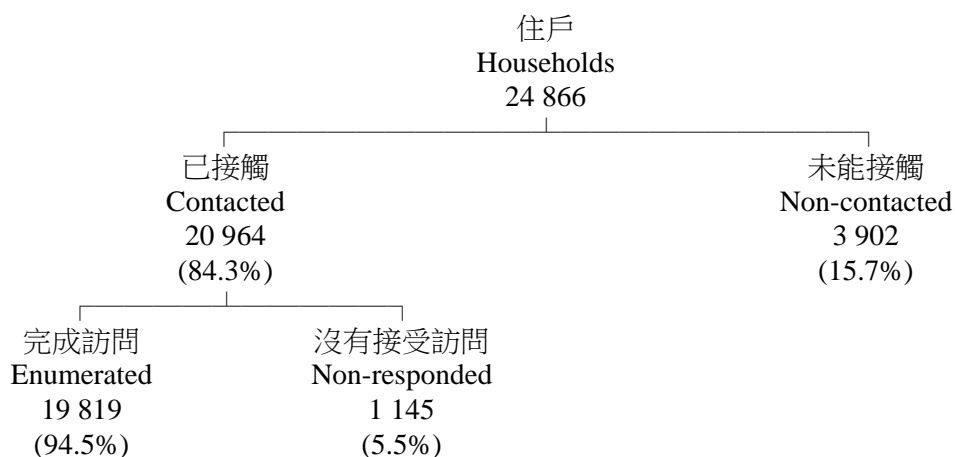 住戶
Households
24 866
已接觸
Contacted
20 964
(84.3%)
未能接觸
Non-contacted
3 902
(15.7%)
完成訪問
Enumerated
19 819
(94.5%)
沒有接受訪問
Non-responded
1 145
(5.5%)